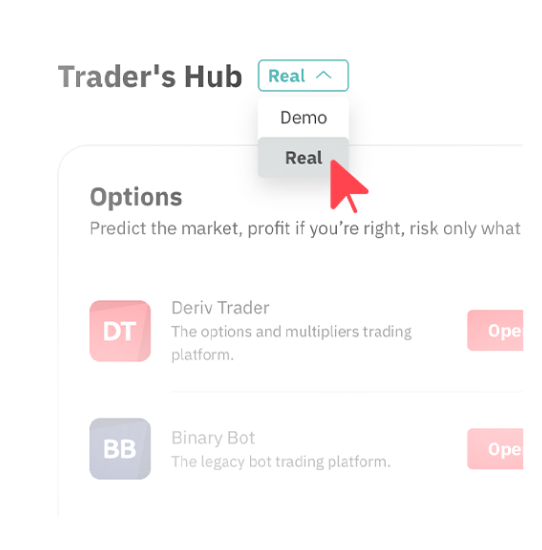 Trader's Hub
Real
Demo
Real
Options
Predict the market, profit if you’re right, risk only what
DT
Deriv Trader
The options and multipliers trading
platform.
Ope
BB
Binary Bot
The legacy bot trading platform.
Ope